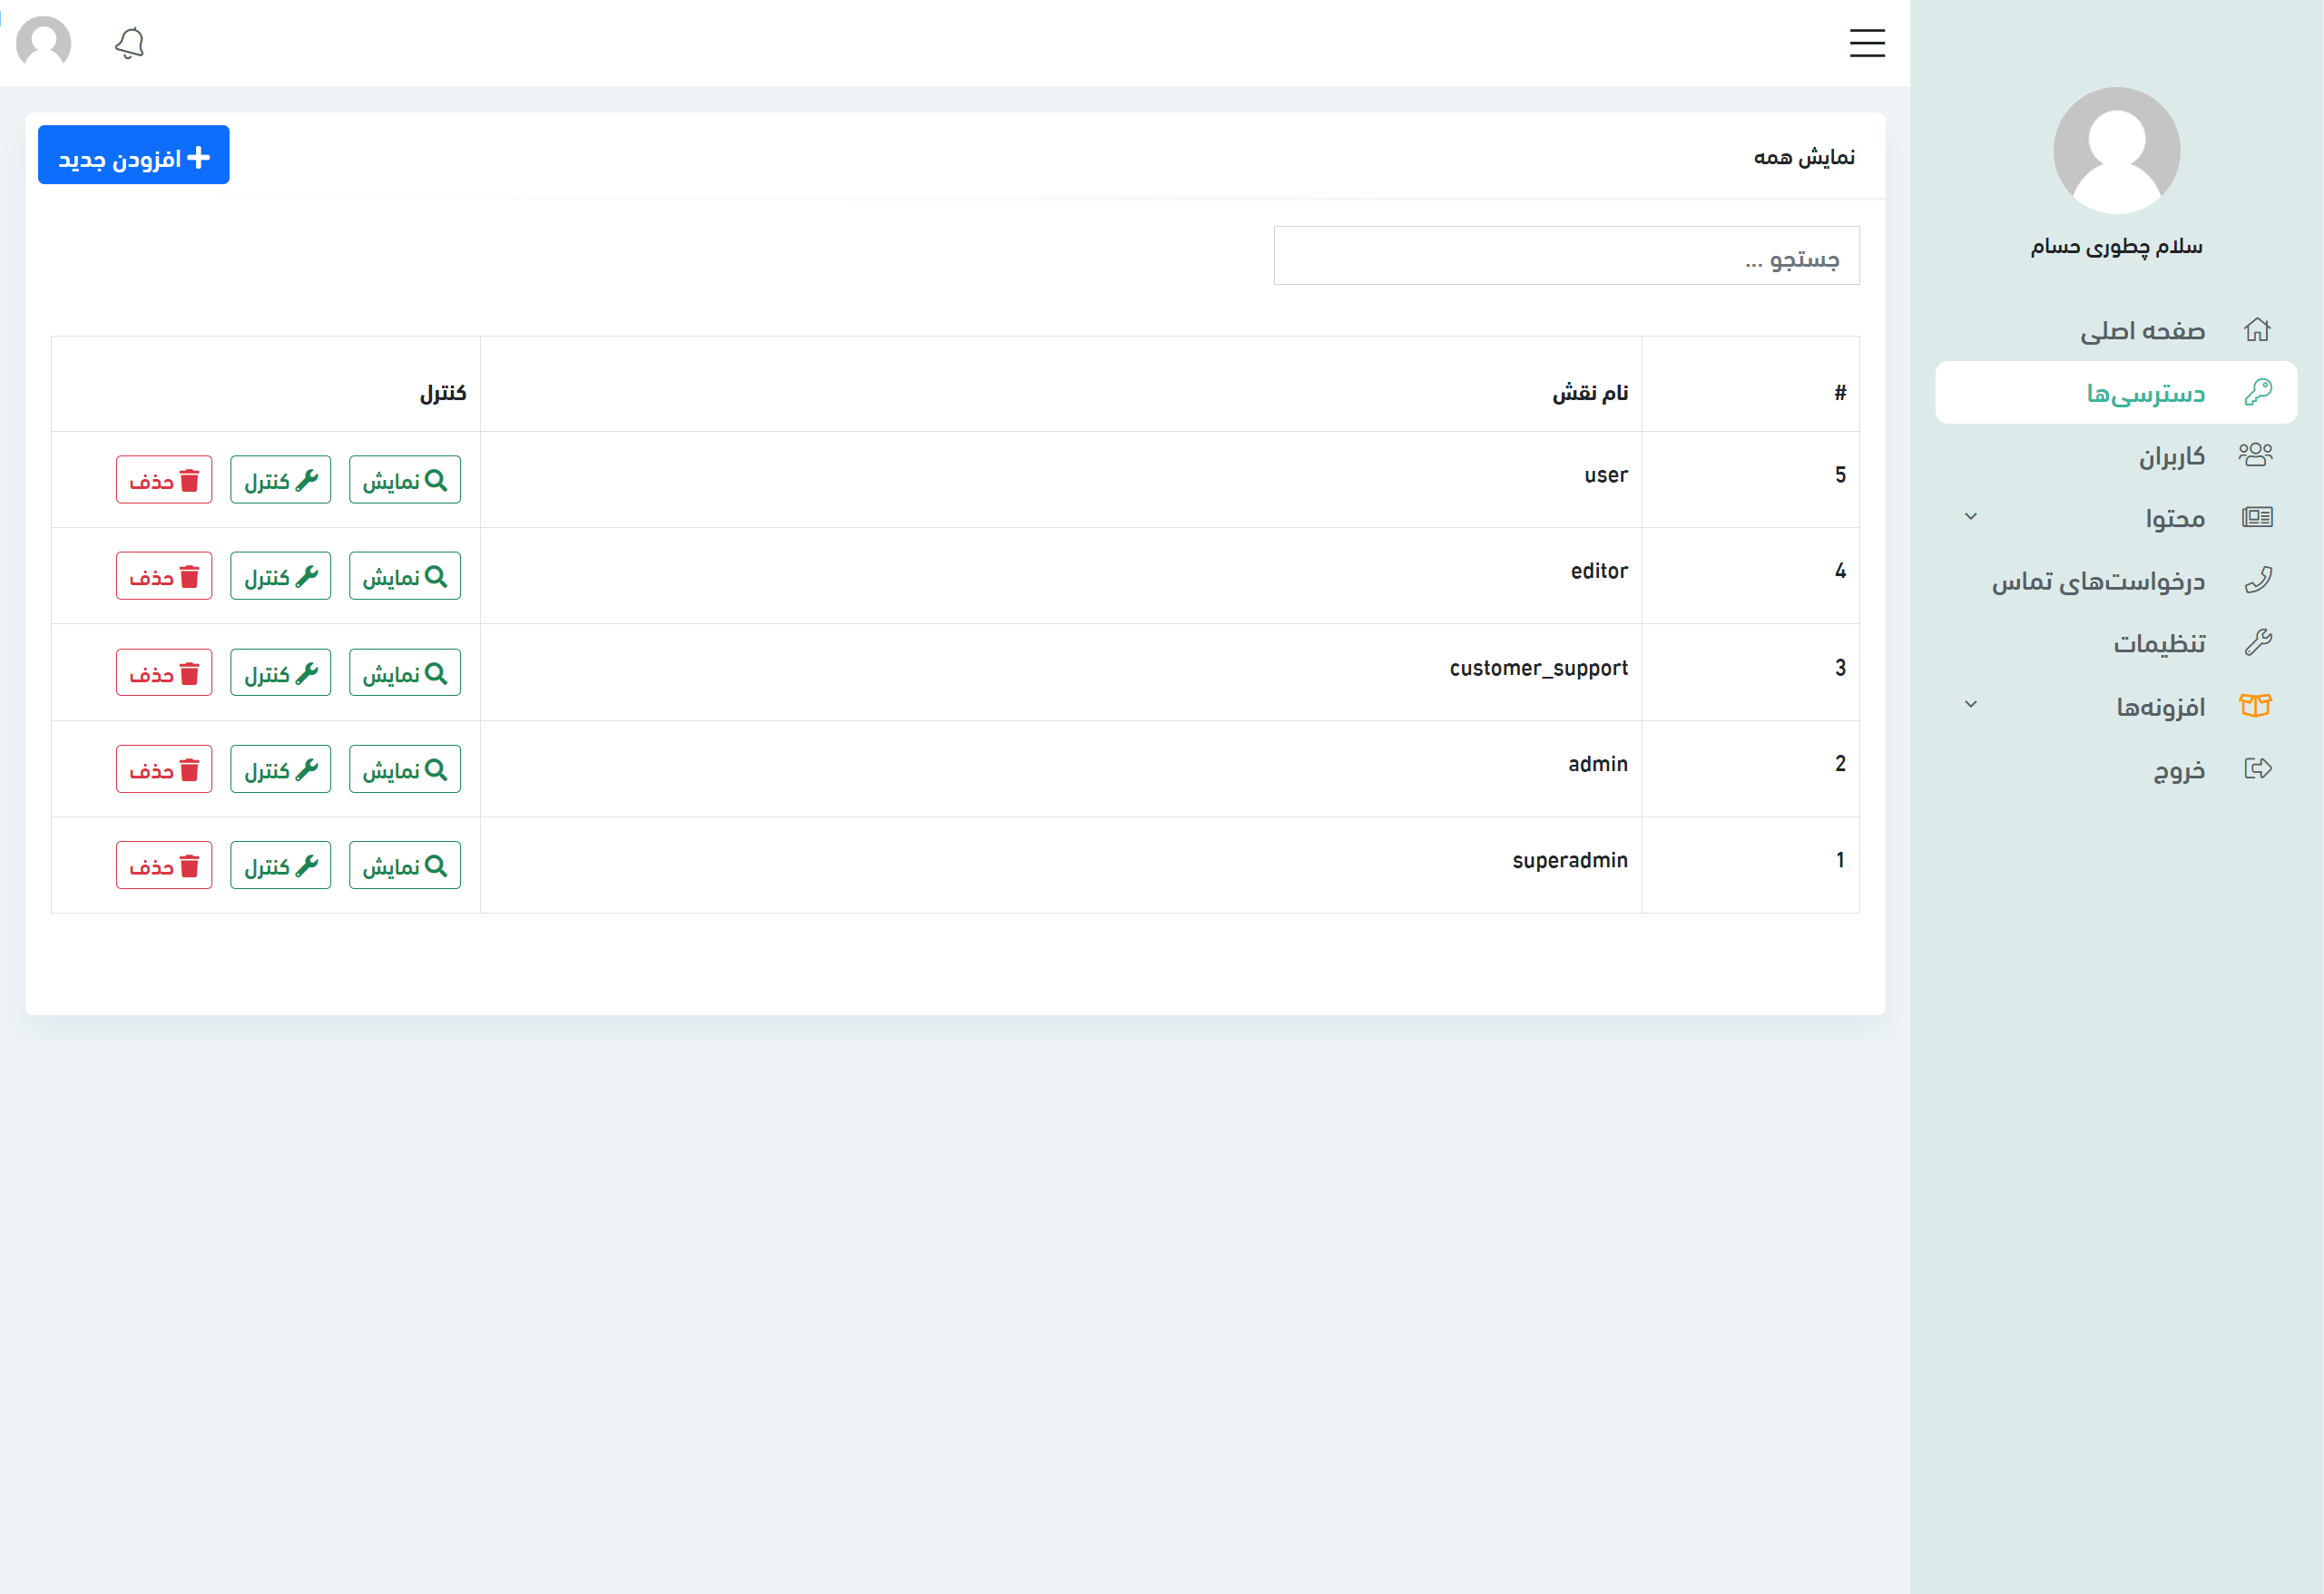 سلام چطوری حسام
صفحه اصلی
دسترسی‌ها
کاربران
محتوا
درخواست‌های تماس
تنظیمات
افزونه‌ها
خروج
نمایش همه
افزودن جدید
جستجو ...
# نام نقش کنترل
5 user نمایش کنترل حذف
4 editor نمایش کنترل حذف
3 customer_support نمایش کنترل حذف
2 admin نمایش کنترل حذف
1 superadmin نمایش کنترل حذف